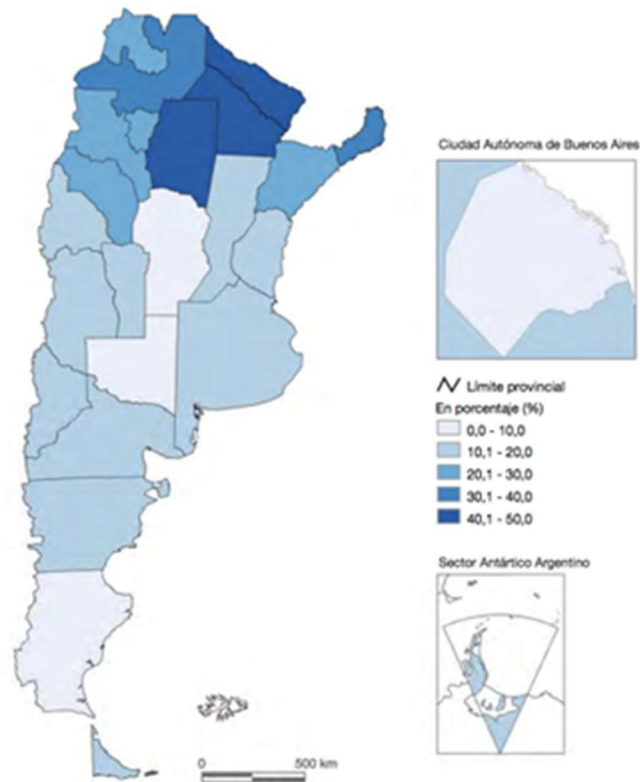 Ciudad Autónoma de Buenos Aires
Límite provincial
En porcentaje (%)
0,0 - 10,0
10,1 - 20,0
20,1 - 30,0
30,1 - 40,0
40,1 - 50,0
Sector Antártico Argentino
0 500 km